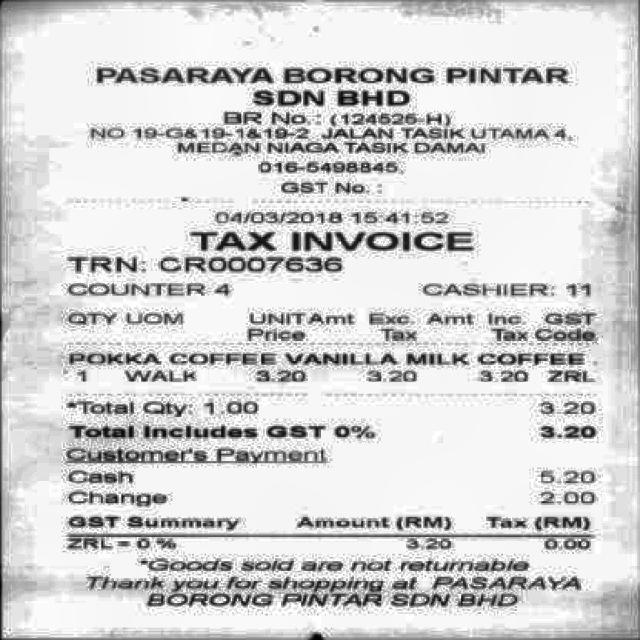 PASARAYA BORONG PINTAR
SDN BHD
BR No. : (124525-H)
NO 19-G&19-1&19-2 JALAN TASIK UTAMA 4,
MEDAN NIAGA TASIK DAMAI
016-5498845.
GST No. :
04/03/2018 15:41:52
TAX INVOICE
TRN: CR0007636
COUNTER 4 CASHIER: 11
QTY UOM UNIT Amt Exc. Amt Inc. GST
Price Tax Tax Code
POKKA COFFEE VANILLA MILK COFFEE .
1 WALK 3.20 3.20 3.20 ZRL
*Total Qty: 1.00 3.20
Total Includes GST 0% 3.20
Customer's Payment
Cash 5.20
Change 2.00
GST Summary Amount (RM) Tax (RM)
ZRL = 0 % 3.20 0.00
*Goods sold are not returnable
Thank you for shopping at PASARAYA
BORONG PINTAR SDN BHD